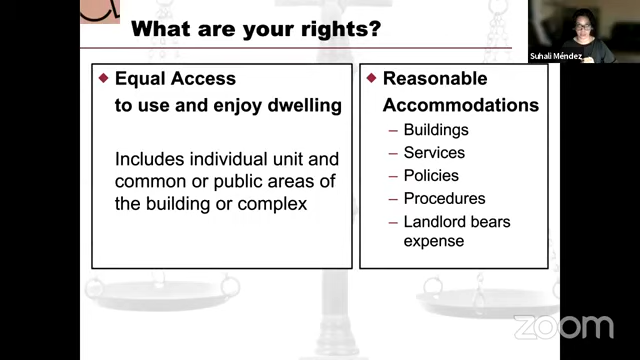 What are your rights?
Suhali Méndez
Equal Access
to use and enjoy dwelling
Includes individual unit and
common or public areas of
the building or complex
Reasonable
Accommodations
– Buildings
– Services
– Policies
– Procedures
– Landlord bears
expense
zoom